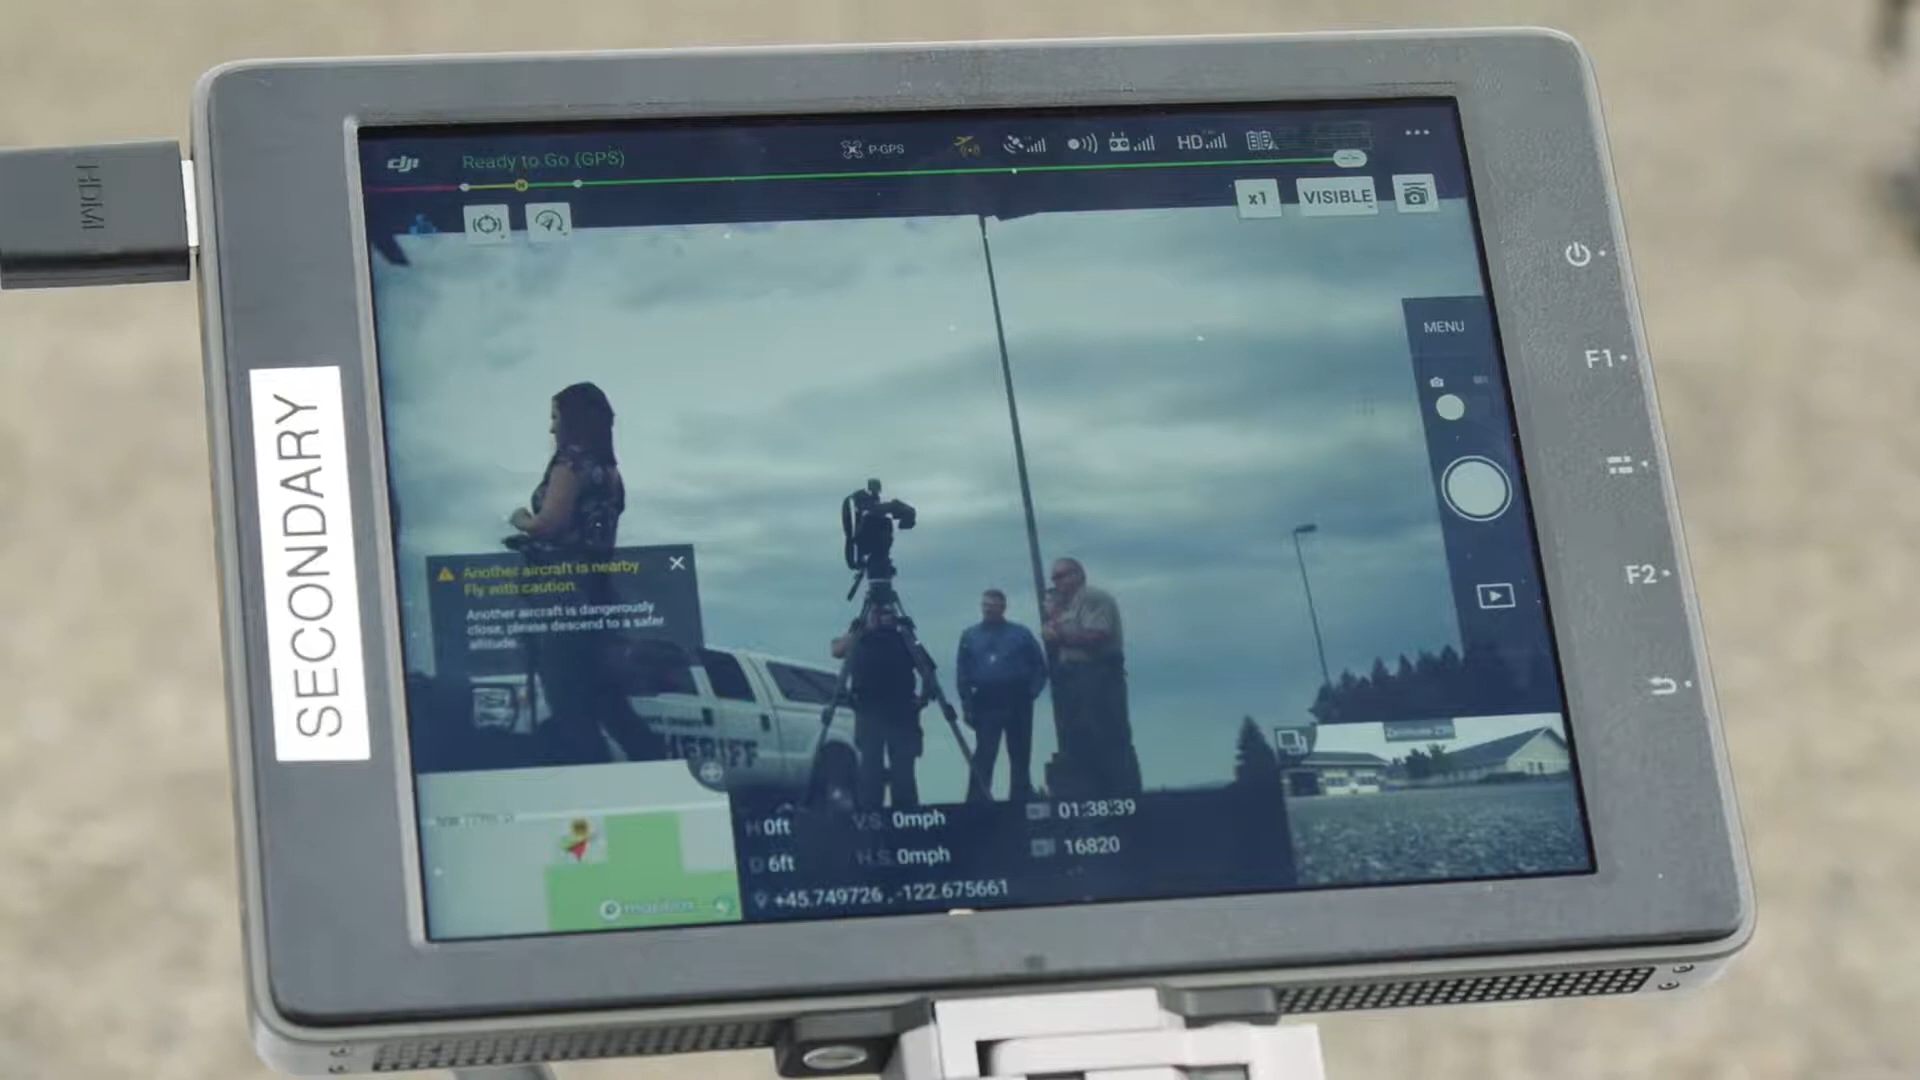 HDMI
SECONDARY
dji
Ready to Go (GPS)
P-GPS
HD
x1
VISIBLE
MENU
F1
F2
Another aircraft is nearby
Fly with caution
Another aircraft is dangerously
close, please descend to a safer
altitude.
SHERIFF
H 0ft
V.S. 0mph
01:38:39
D 6ft
H.S. 0mph
16820
+45.749726 , -122.675661
mapbox